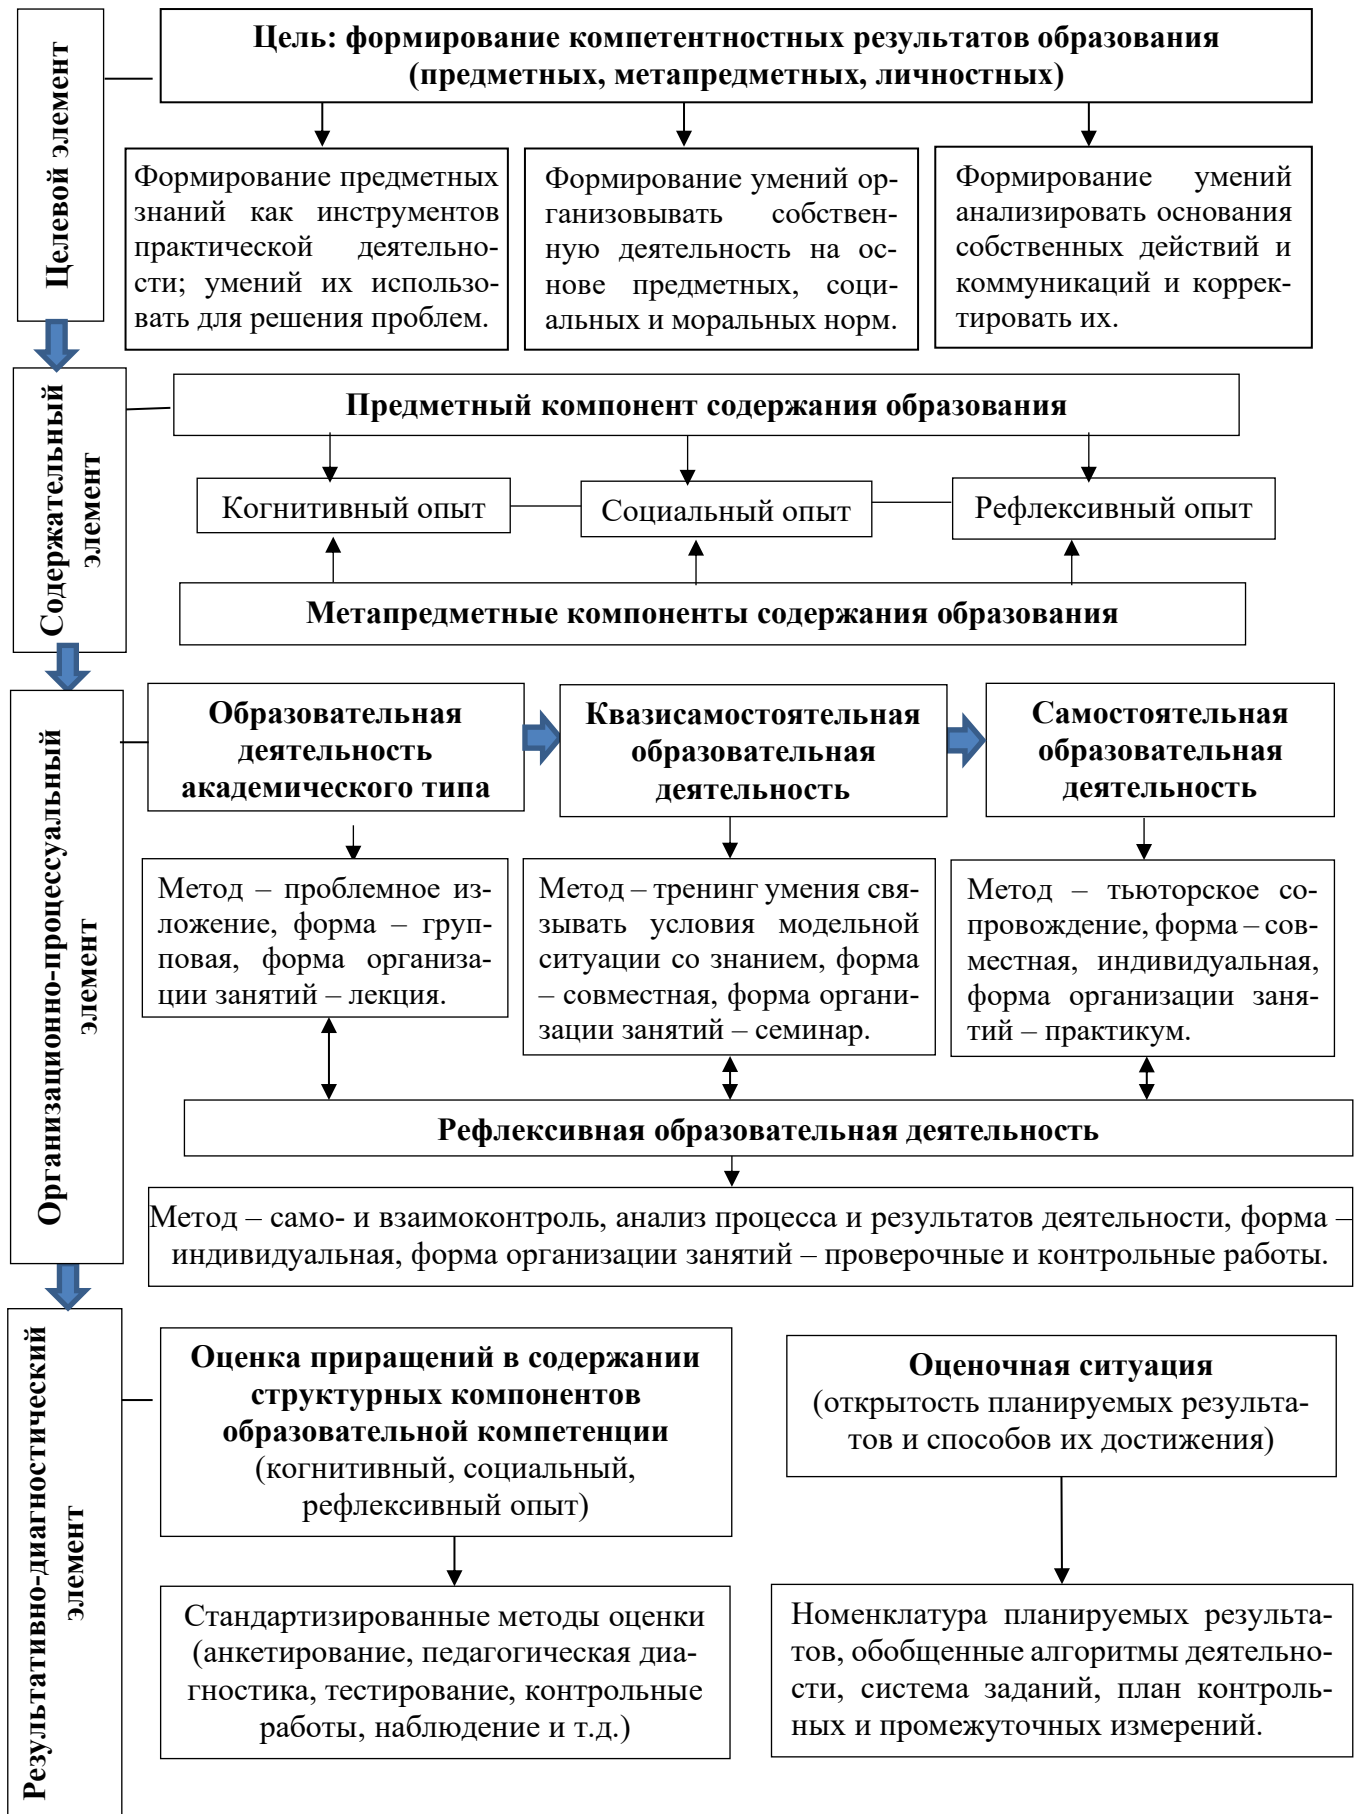 Целевой элемент
Цель: формирование компетентностных результатов образования
(предметных, метапредметных, личностных)
Формирование предметных
знаний как инструментов
практической деятельно-
сти; умений их использо-
вать для решения проблем.
Формирование умений ор-
ганизовывать собствен-
ную деятельность на ос-
нове предметных, соци-
альных и моральных норм.
Формирование умений
анализировать основания
собственных действий и
коммуникаций и коррек-
тировать их.
Содержательный
элемент
Предметный компонент содержания образования
Когнитивный опыт
Социальный опыт
Рефлексивный опыт
Метапредметные компоненты содержания образования
Организационно-процессуальный
элемент
Образовательная
деятельность
академического типа
Квазисамостоятельная
образовательная
деятельность
Самостоятельная
образовательная
деятельность
Метод – проблемное из-
ложение, форма – груп-
повая, форма организа-
ции занятий – лекция.
Метод – тренинг умения свя-
зывать условия модельной
ситуации со знанием, форма
– совместная, форма органи-
зации занятий – семинар.
Метод – тьюторское со-
провождение, форма – сов-
местная, индивидуальная,
форма организации заня-
тий – практикум.
Рефлексивная образовательная деятельность
Метод – само- и взаимоконтроль, анализ процесса и результатов деятельности, форма –
индивидуальная, форма организации занятий – проверочные и контрольные работы.
Результативно-диагностический
элемент
Оценка приращений в содержании
структурных компонентов
образовательной компетенции
(когнитивный, социальный,
рефлексивный опыт)
Оценочная ситуация
(открытость планируемых результа-
тов и способов их достижения)
Стандартизированные методы оценки
(анкетирование, педагогическая диа-
гностика, тестирование, контрольные
работы, наблюдение и т.д.)
Номенклатура планируемых результа-
тов, обобщенные алгоритмы деятельно-
сти, система заданий, план контроль-
ных и промежуточных измерений.